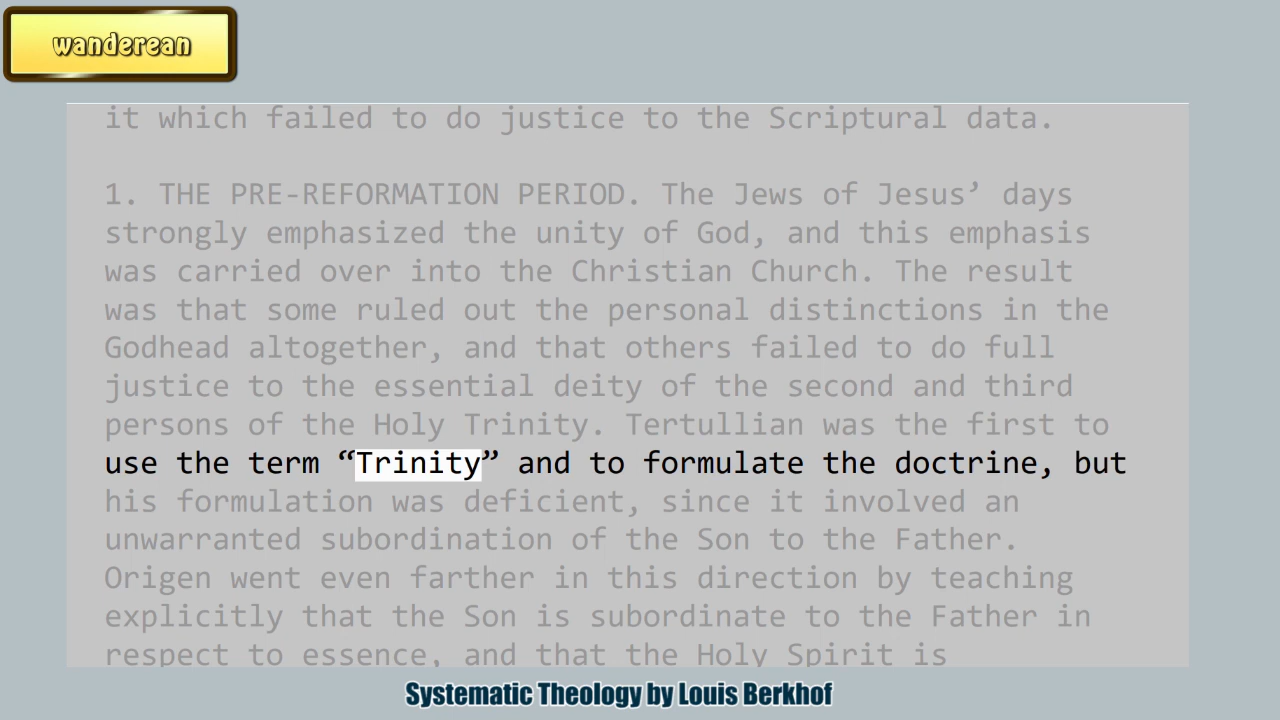 wanderean
it which failed to do justice to the Scriptural data.
1. THE PRE-REFORMATION PERIOD. The Jews of Jesus’ days
strongly emphasized the unity of God, and this emphasis
was carried over into the Christian Church. The result
was that some ruled out the personal distinctions in the
Godhead altogether, and that others failed to do full
justice to the essential deity of the second and third
persons of the Holy Trinity. Tertullian was the first to
use the term “Trinity” and to formulate the doctrine, but
his formulation was deficient, since it involved an
unwarranted subordination of the Son to the Father.
Origen went even farther in this direction by teaching
explicitly that the Son is subordinate to the Father in
respect to essence, and that the Holy Spirit is
Systematic Theology by Louis Berkhof